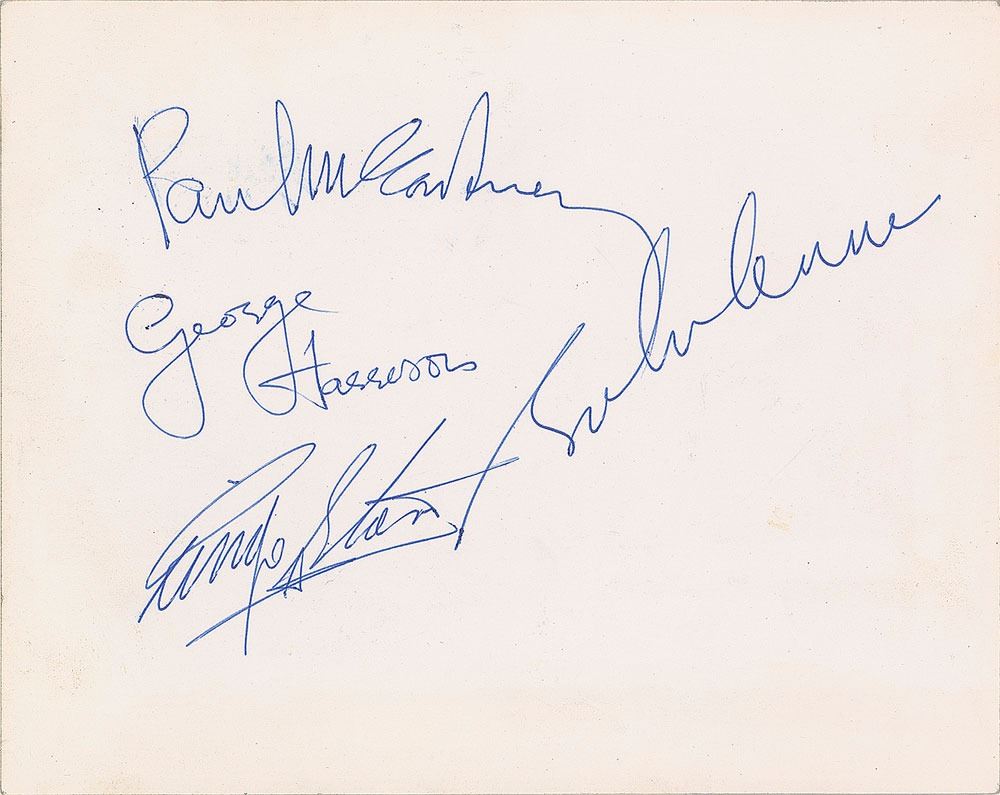 Paul McCartney
John Lennon
George Harrison
Ringo Starr